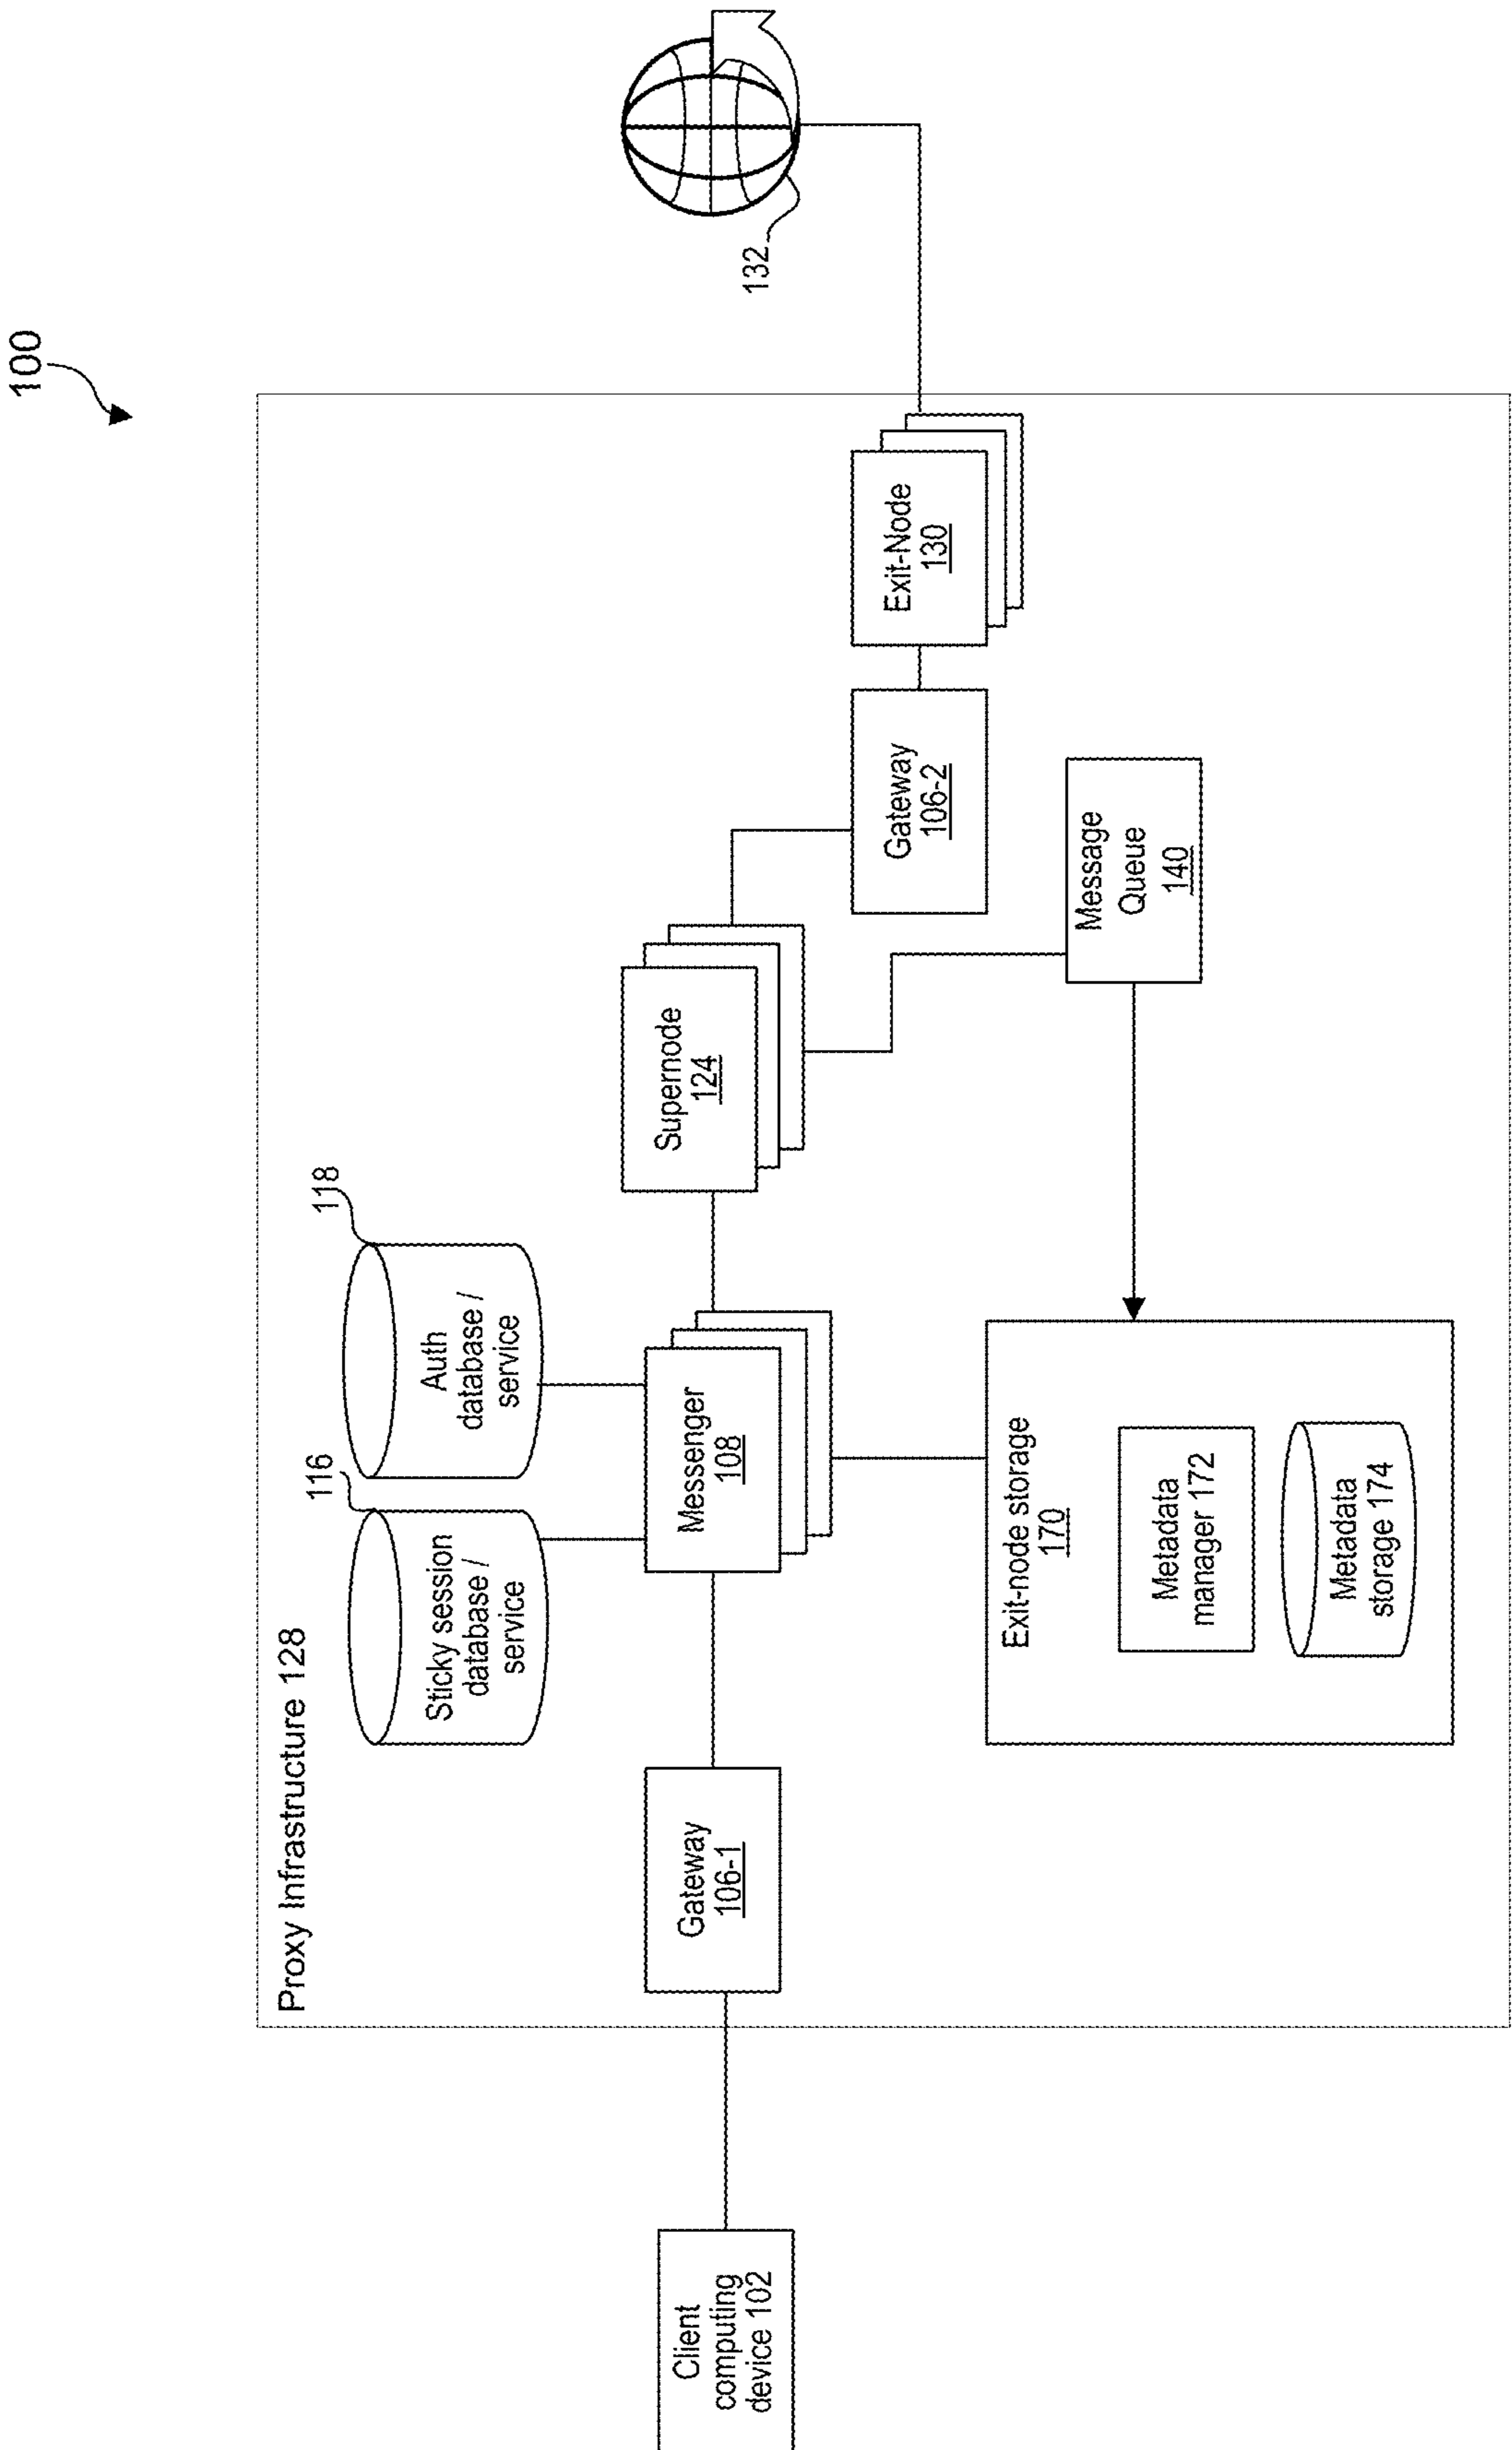 100
Proxy Infrastructure 128
116
118
Sticky session
database /
service
Auth
database /
service
132
Client
computing
device 102
Gateway
106-1
Messenger
108
Supernode
124
Gateway
106-2
Exit-Node
130
Exit-node storage
170
Metadata
manager 172
Metadata
storage 174
Message
Queue
140